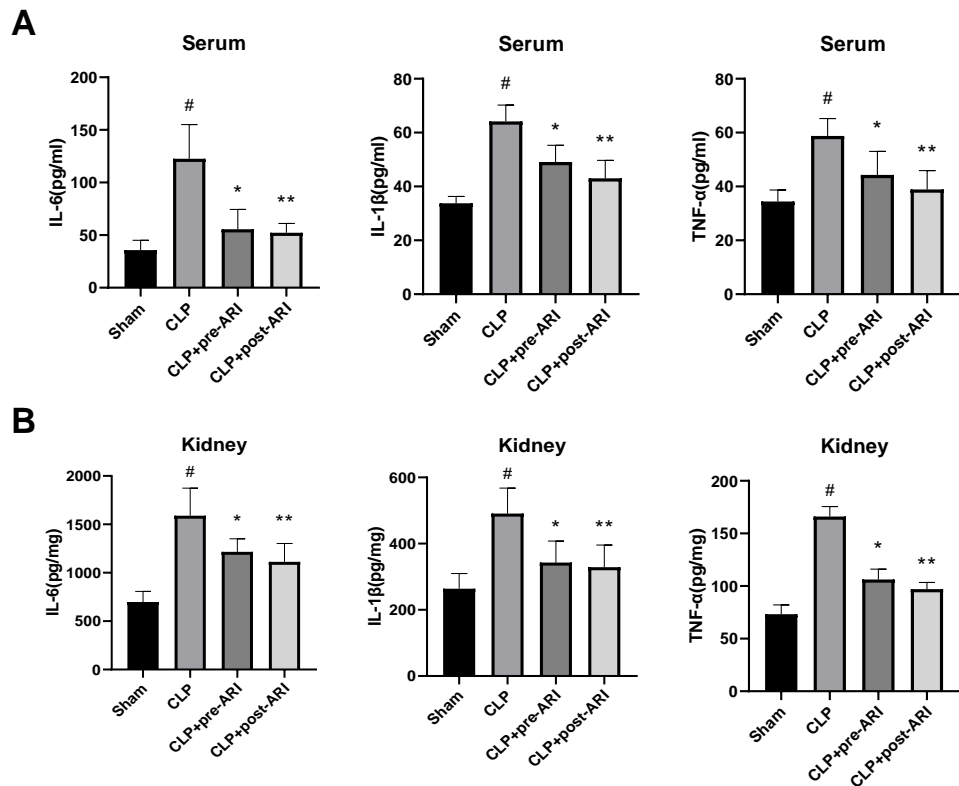 A
Serum
IL-6(pg/ml)
200
150
100
50
0
#
*
**
Sham
CLP
CLP+pre-ARI
CLP+post-ARI
Serum
IL-1β(pg/ml)
80
60
40
20
0
#
*
**
Sham
CLP
CLP+pre-ARI
CLP+post-ARI
Serum
TNF-α(pg/ml)
80
60
40
20
0
#
*
**
Sham
CLP
CLP+pre-ARI
CLP+post-ARI
B
Kidney
IL-6(pg/mg)
2000
1500
1000
500
0
#
*
**
Sham
CLP
CLP+pre-ARI
CLP+post-ARI
Kidney
IL-1β(pg/mg)
600
400
200
0
#
*
**
Sham
CLP
CLP+pre-ARI
CLP+post-ARI
Kidney
TNF-α(pg/mg)
200
150
100
50
0
#
*
**
Sham
CLP
CLP+pre-ARI
CLP+post-ARI